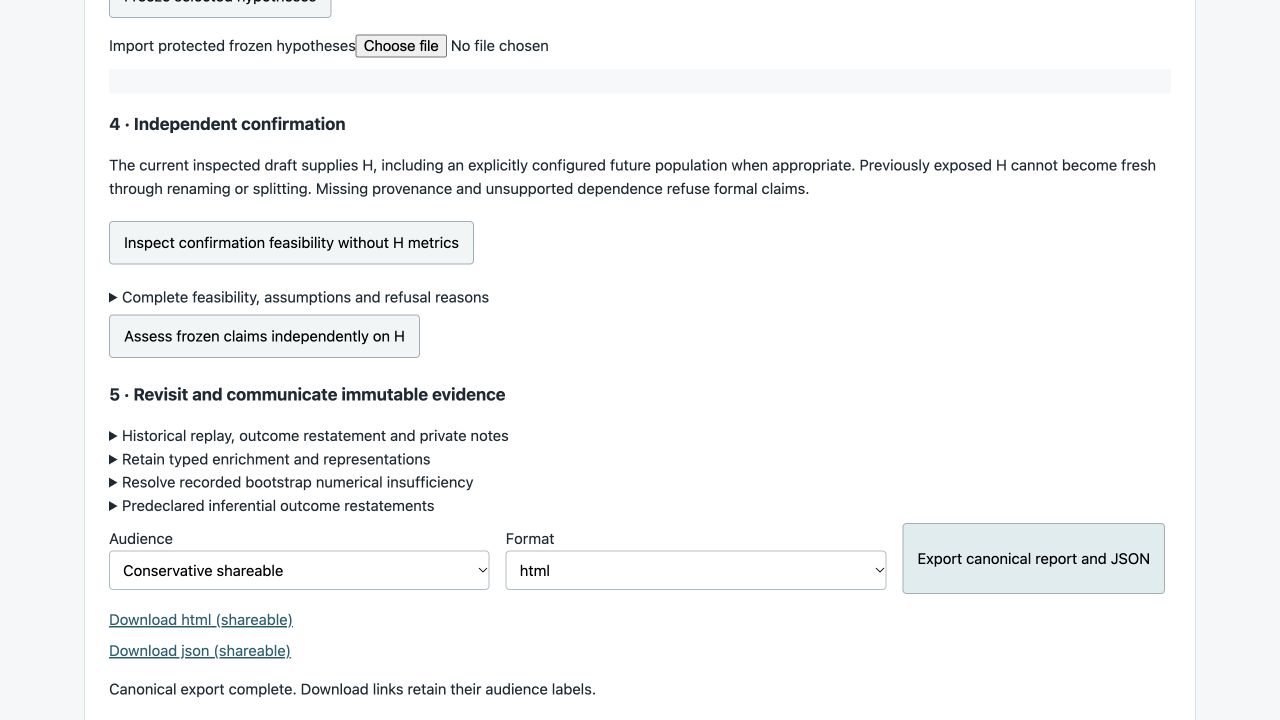 Import protected frozen hypotheses Choose file No file chosen
4 · Independent confirmation
The current inspected draft supplies H, including an explicitly configured future population when appropriate. Previously exposed H cannot become fresh
through renaming or splitting. Missing provenance and unsupported dependence refuse formal claims.
Inspect confirmation feasibility without H metrics
Complete feasibility, assumptions and refusal reasons
Assess frozen claims independently on H
5 · Revisit and communicate immutable evidence
Historical replay, outcome restatement and private notes
Retain typed enrichment and representations
Resolve recorded bootstrap numerical insufficiency
Predeclared inferential outcome restatements
Audience
Format
Conservative shareable
html
Export canonical report and JSON
Download html (shareable)
Download json (shareable)
Canonical export complete. Download links retain their audience labels.